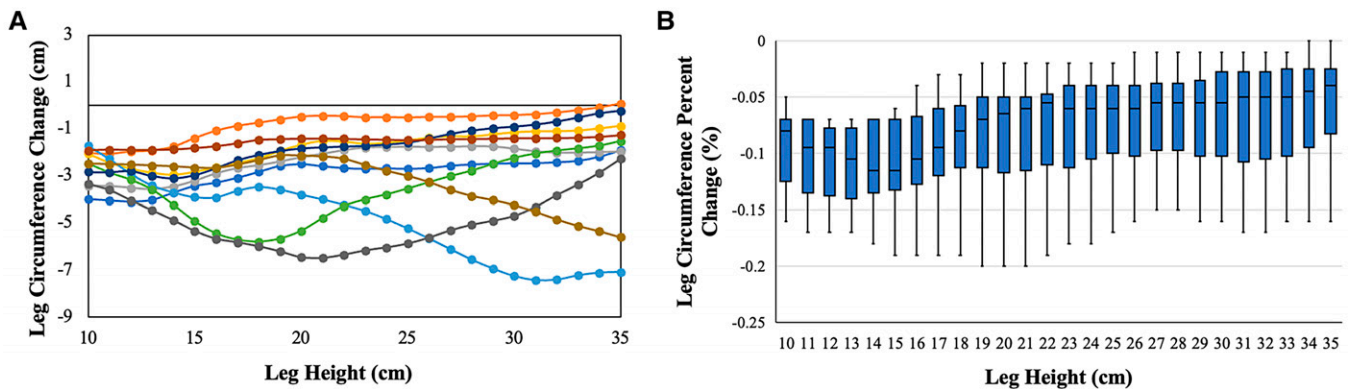 A
Leg Circumference Change (cm)
3
1
-1
-3
-5
-7
-9
10 15 20 25 30 35
Leg Height (cm)
B
Leg Circumference Percent
Change (%)
0
-0.05
-0.1
-0.15
-0.2
-0.25
10 11 12 13 14 15 16 17 18 19 20 21 22 23 24 25 26 27 28 29 30 31 32 33 34 35
Leg Height (cm)